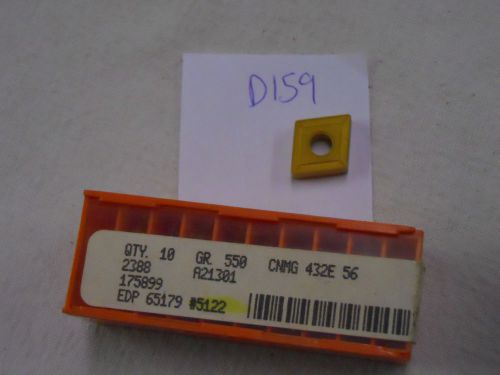 D159
QTY. 10 GR. 550 CNMG 432E 56
2388 A21301
175899
EDP 65179 #5122